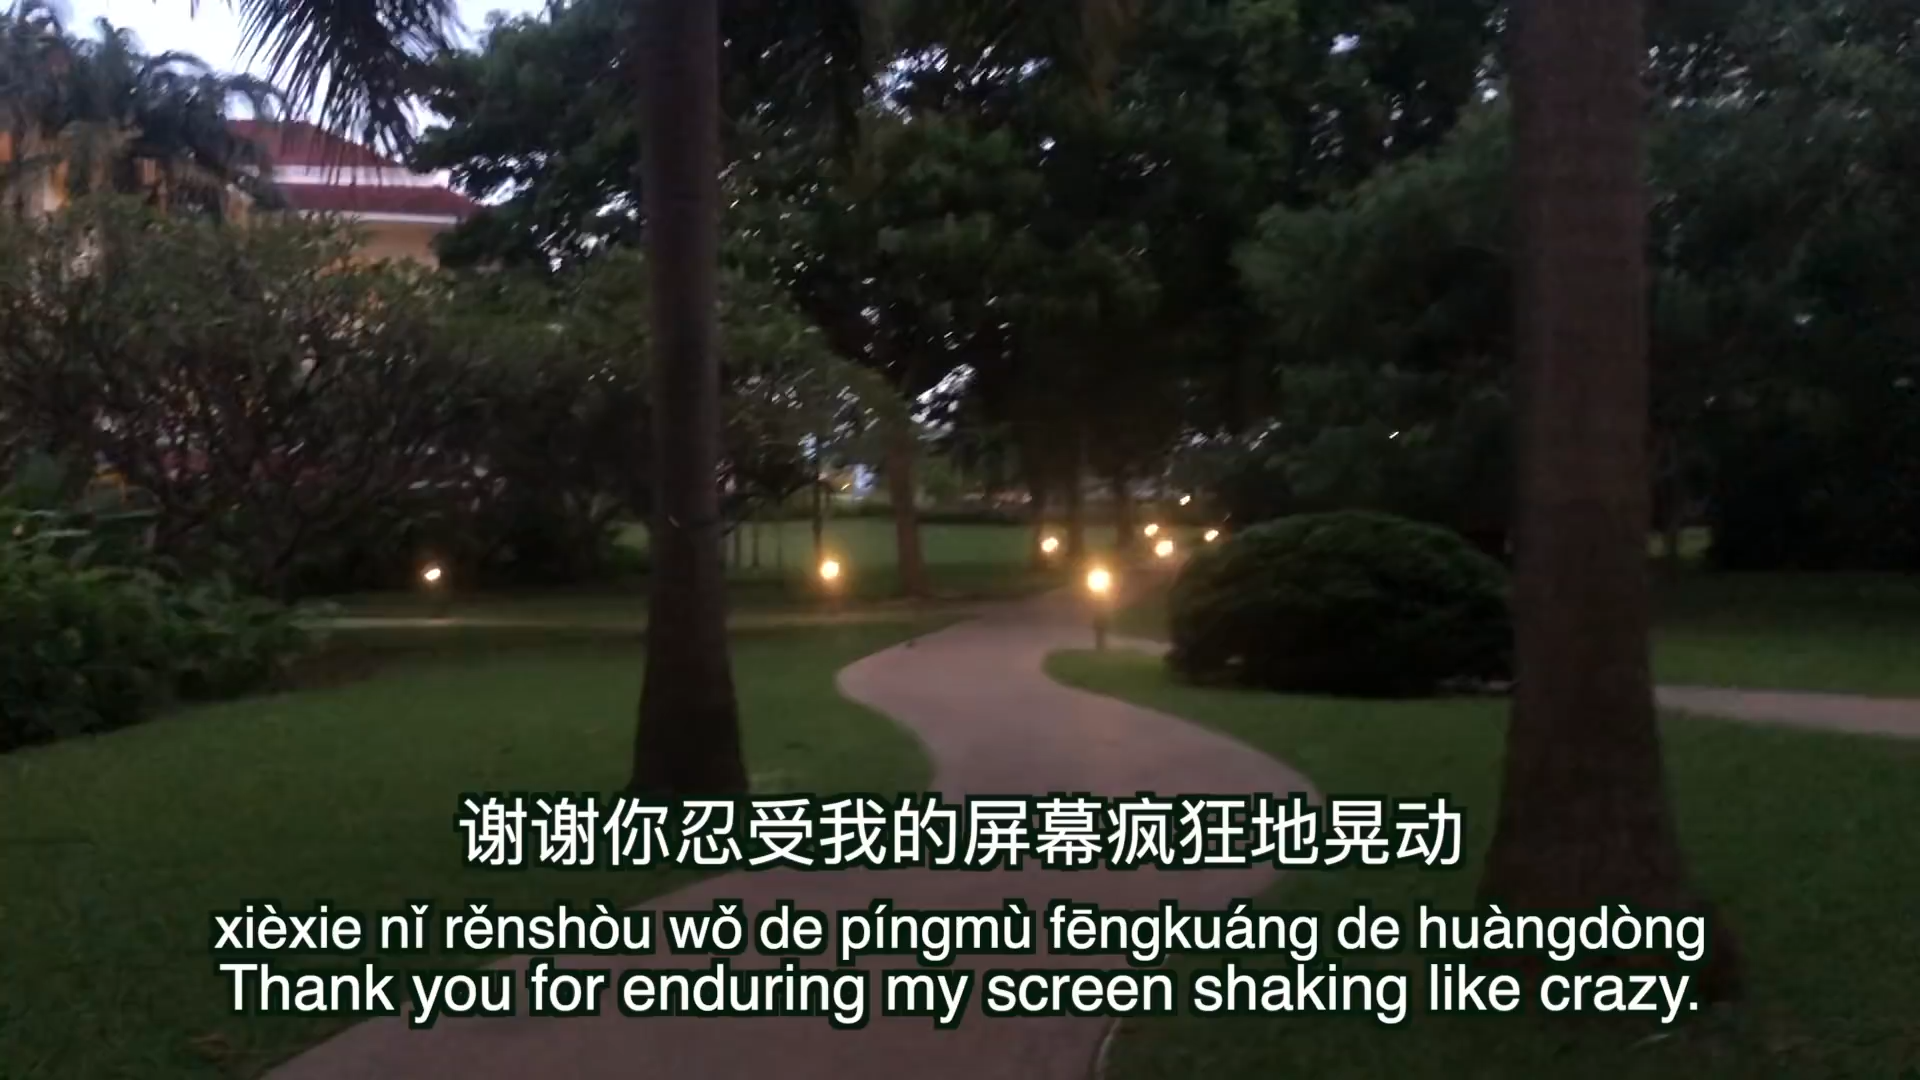 谢谢你忍受我的屏幕疯狂地晃动
xièxie nǐ rěnshòu wǒ de píngmù fēngkuáng de huàngdòng
Thank you for enduring my screen shaking like crazy.